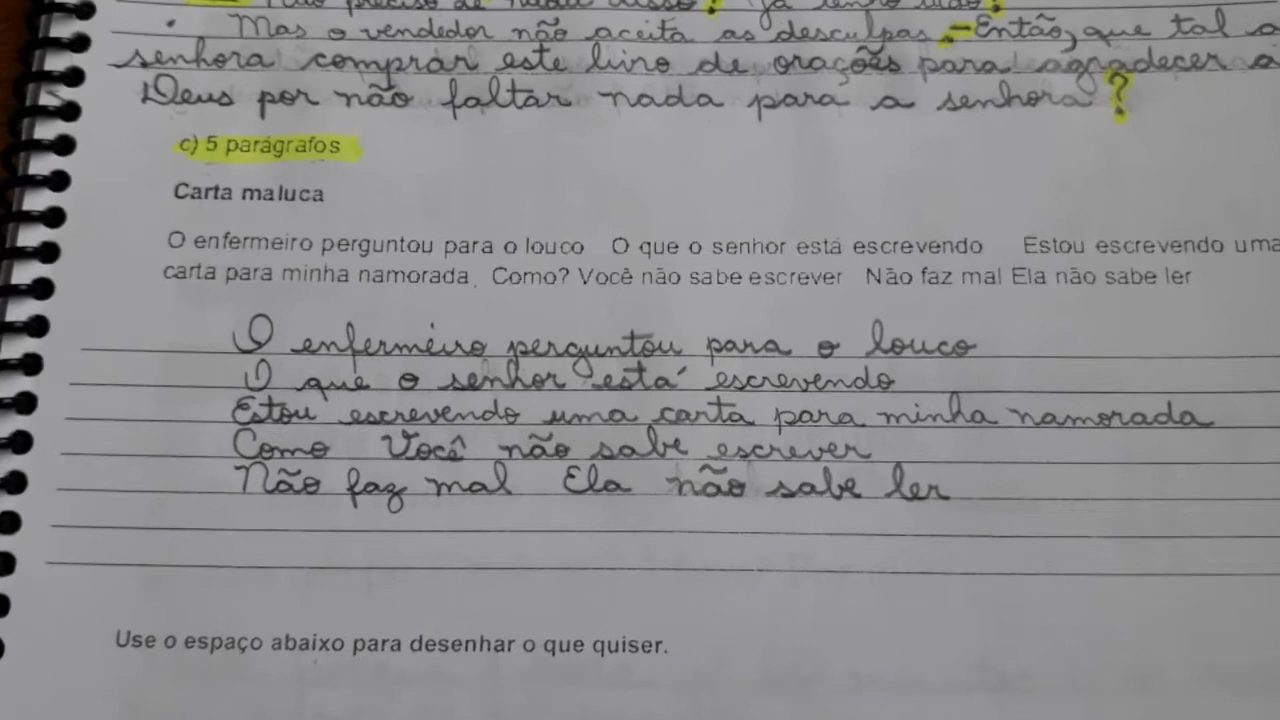 Mas o vendedor não aceita as desculpas. - Então, que tal a
senhora comprar este livro de orações para agradecer a
Deus por não faltar nada para a senhora?
c) 5 parágrafos
Carta maluca
O enfermeiro perguntou para o louco O que o senhor está escrevendo Estou escrevendo uma
carta para minha namorada. Como? Você não sabe escrever Não faz mal Ela não sabe ler
O enfermeiro perguntou para o louco
O que o senhor está escrevendo
Estou escrevendo uma carta para minha namorada
Como Você não sabe escrever
Não faz mal Ela não sabe ler
Use o espaço abaixo para desenhar o que quiser.